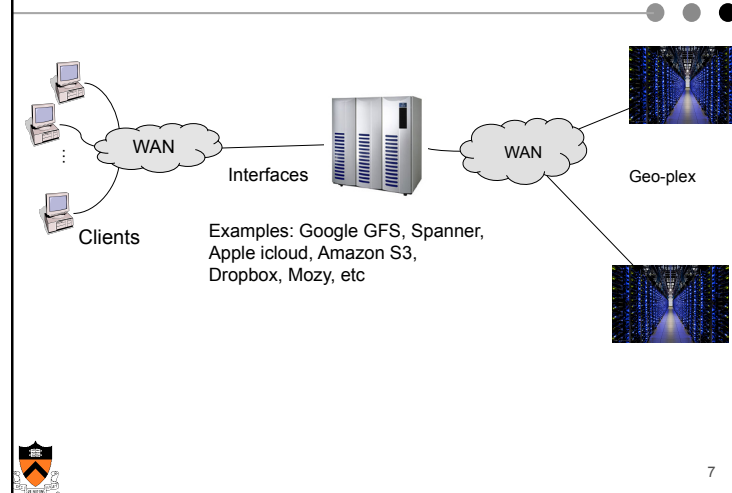 WAN
WAN
Interfaces
Geo-plex
Clients
Examples: Google GFS, Spanner,
Apple icloud, Amazon S3,
Dropbox, Mozy, etc
7